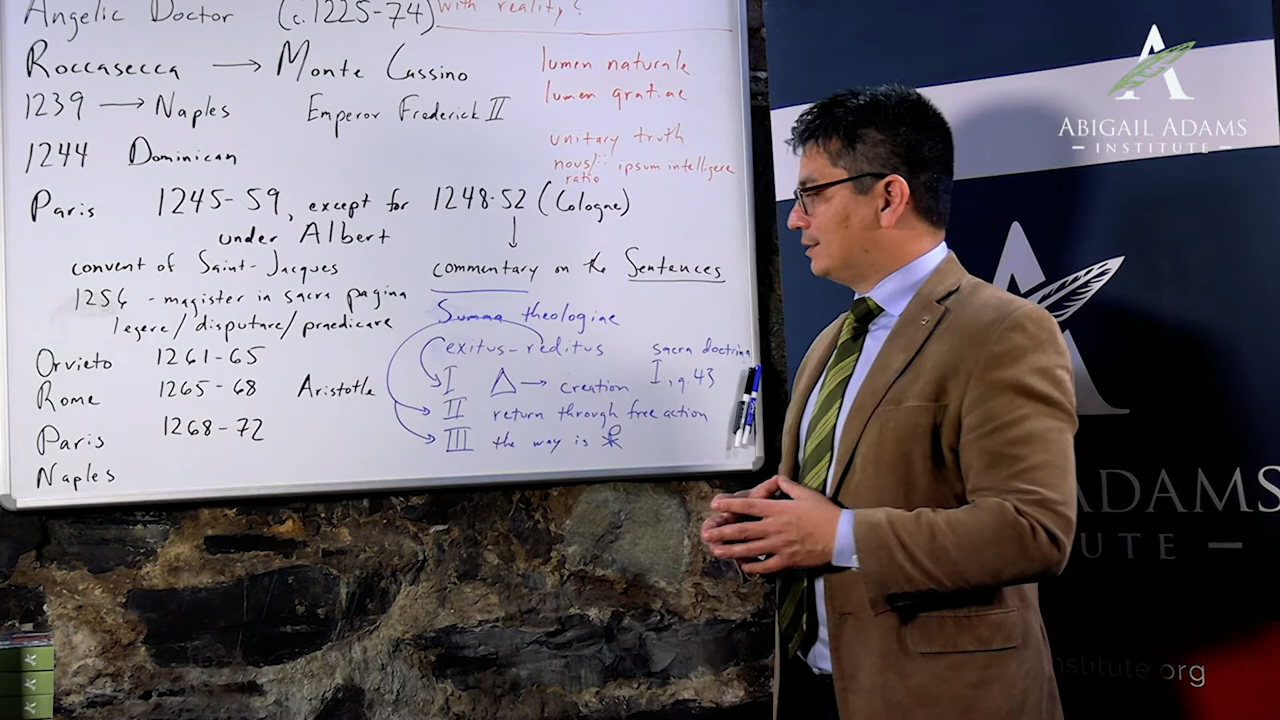 Angelic Doctor (c. 1225-74)
with reality?
Roccasecca → Monte Cassino
1239 → Naples Emperor Frederick II
1244 Dominican
lumen naturale
lumen gratiae
unitary truth
nous/ :: ipsum intelligere
ratio
Paris 1245-59, except for 1248-52 (Cologne)
under Albert
convent of Saint-Jacques
1256 - magister in sacra pagina
legere/disputare/praedicare
Orvieto 1261-65
Rome 1265-68 Aristotle
Paris 1268-72
Naples
commentary on the Sentences
Summa theologiae
exitus-reditus
sacra doctrina
I △ → creation I, q.43
II return through free action
III the way is ☧
ABIGAIL ADAMS
INSTITUTE
ADAMS
UTE
institute.org